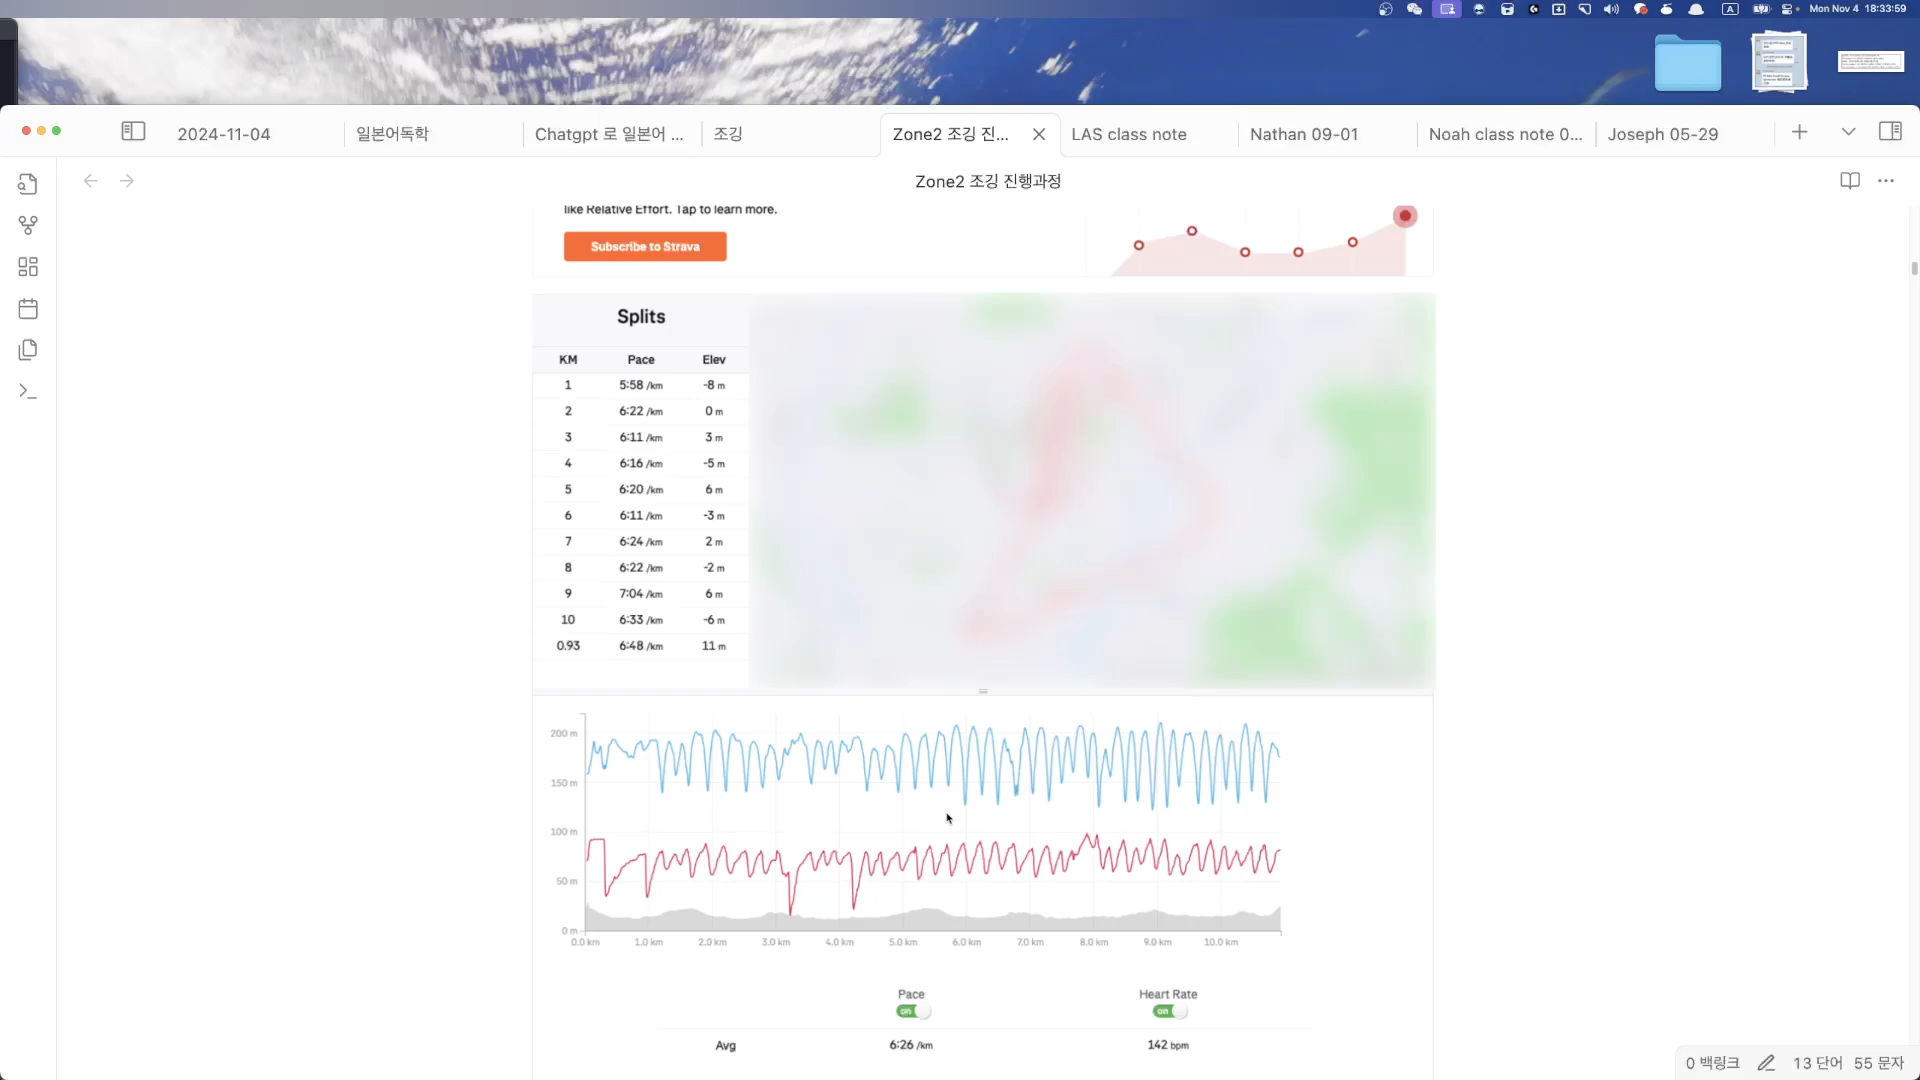 Mon Nov 4 18:33:59
2024-11-04
일본어독학
Chatgpt 로 일본어 ...
조깅
Zone2 조깅 진...
LAS class note
Nathan 09-01
Noah class note 0...
Joseph 05-29
Zone2 조깅 진행과정
like Relative Effort. Tap to learn more.
Subscribe to Strava
Splits
KM Pace Elev
1 5:58 /km -8 m
2 6:22 /km 0 m
3 6:11 /km 3 m
4 6:16 /km -5 m
5 6:20 /km 6 m
6 6:11 /km -3 m
7 6:24 /km 2 m
8 6:22 /km -2 m
9 7:04 /km 6 m
10 6:33 /km -6 m
0.93 6:48 /km 11 m
200 m
150 m
100 m
50 m
0 m
0.0 km 1.0 km 2.0 km 3.0 km 4.0 km 5.0 km 6.0 km 7.0 km 8.0 km 9.0 km 10.0 km
Pace Heart Rate
on on
Avg 6:26 /km 142 bpm
0 백링크 13 단어 55 문자